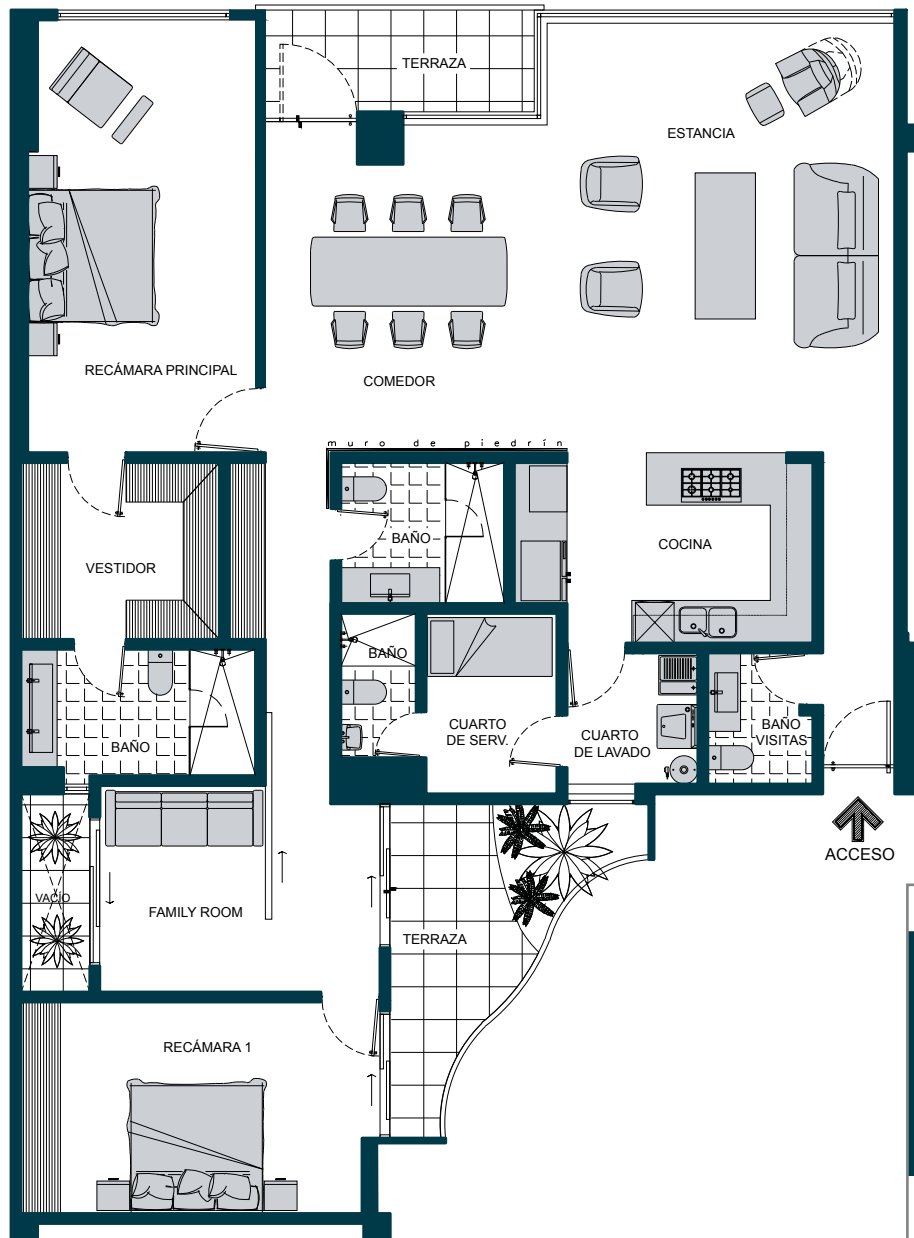 TERRAZA
ESTANCIA
RECÁMARA PRINCIPAL
COMEDOR
muro de piedrín
BAÑO
COCINA
VESTIDOR
BAÑO
CUARTO
DE SERV.
CUARTO
DE LAVADO
BAÑO
VISITAS
BAÑO
ACCESO
VACÍO
FAMILY ROOM
TERRAZA
RECÁMARA 1